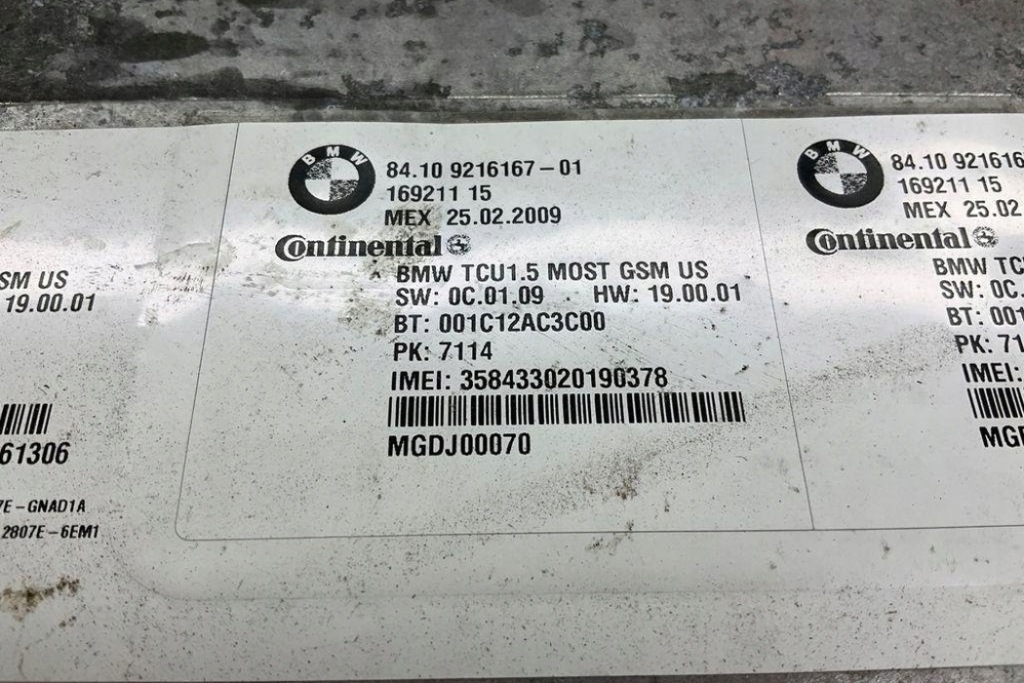 SM US
19.00.01
61306
7E-GNAD1A
2807E-6EM1
BMW
84.10 9216167-01
169211 15
MEX 25.02.2009
Continental
BMW TCU1.5 MOST GSM US
SW: 0C.01.09 HW: 19.00.01
BT: 001C12AC3C00
PK: 7114
IMEI: 358433020190378
MGDJ00070
BMW
84.10 921616
169211 15
MEX 25.02
Continental
BMW TC
SW: 0C.
BT: 001
PK: 71
IMEI:
MG